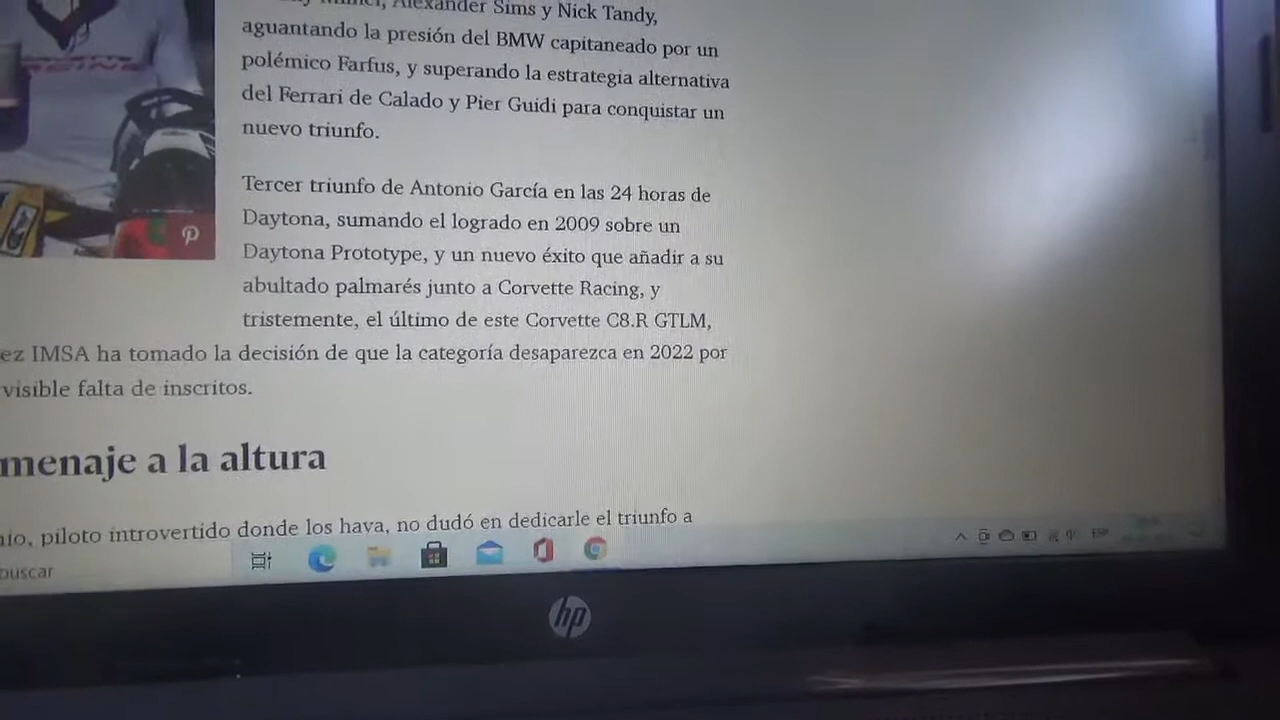 Alexander Sims y Nick Tandy,
aguantando la presión del BMW capitaneado por un
polémico Farfus, y superando la estrategia alternativa
del Ferrari de Calado y Pier Guidi para conquistar un
nuevo triunfo.
Tercer triunfo de Antonio García en las 24 horas de
Daytona, sumando el logrado en 2009 sobre un
Daytona Prototype, y un nuevo éxito que añadir a su
abultado palmarés junto a Corvette Racing, y
tristemente, el último de este Corvette C8.R GTLM,
ez IMSA ha tomado la decisión de que la categoría desaparezca en 2022 por
visible falta de inscritos.
menaje a la altura
nio, piloto introvertido donde los haya, no dudó en dedicarle el triunfo a
buscar
ESP
hp